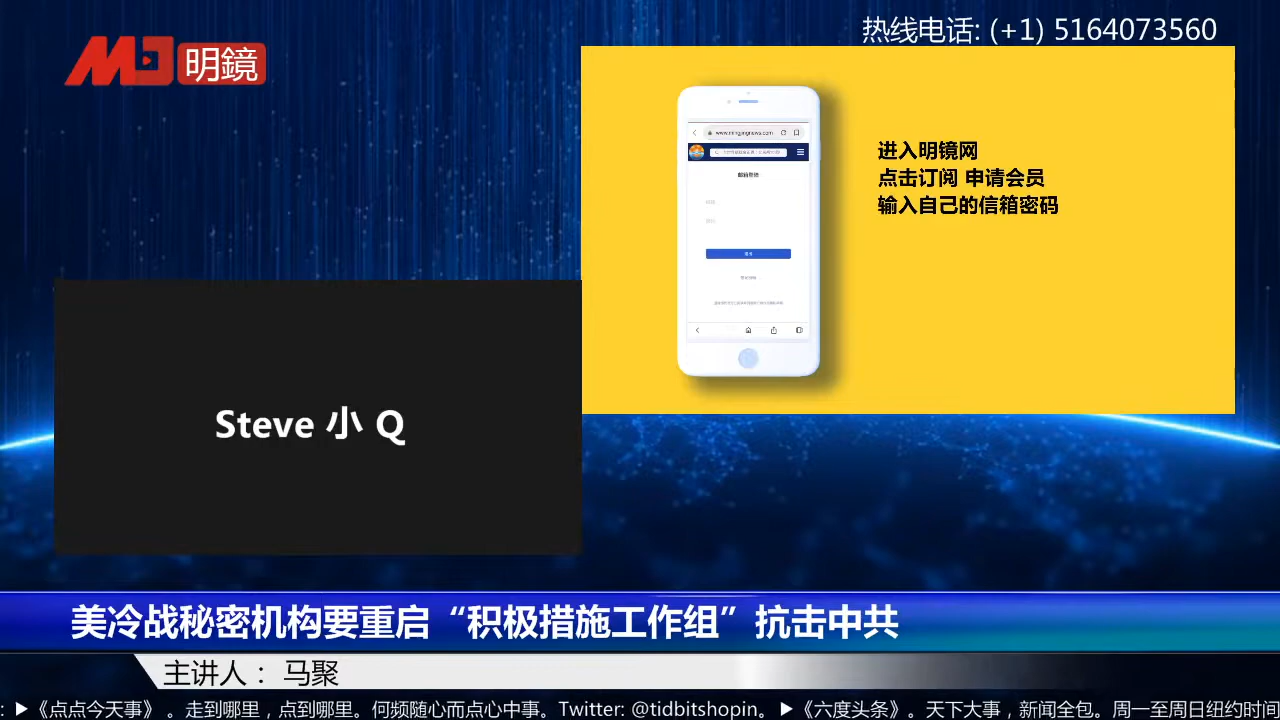 热线电话: (+1) 5164073560
明鏡
www.mingjingnews.com
进入明镜网
点击订阅 申请会员
输入自己的信箱密码
Steve 小 Q
美冷战秘密机构要重启“积极措施工作组”抗击中共
主讲人： 马聚
: ▶《点点今天事》 。走到哪里，点到哪里。何频随心而点心中事。Twitter: @tidbitshopin。 ▶《六度头条》。天下大事，新闻全包。周一至周日纽约时间